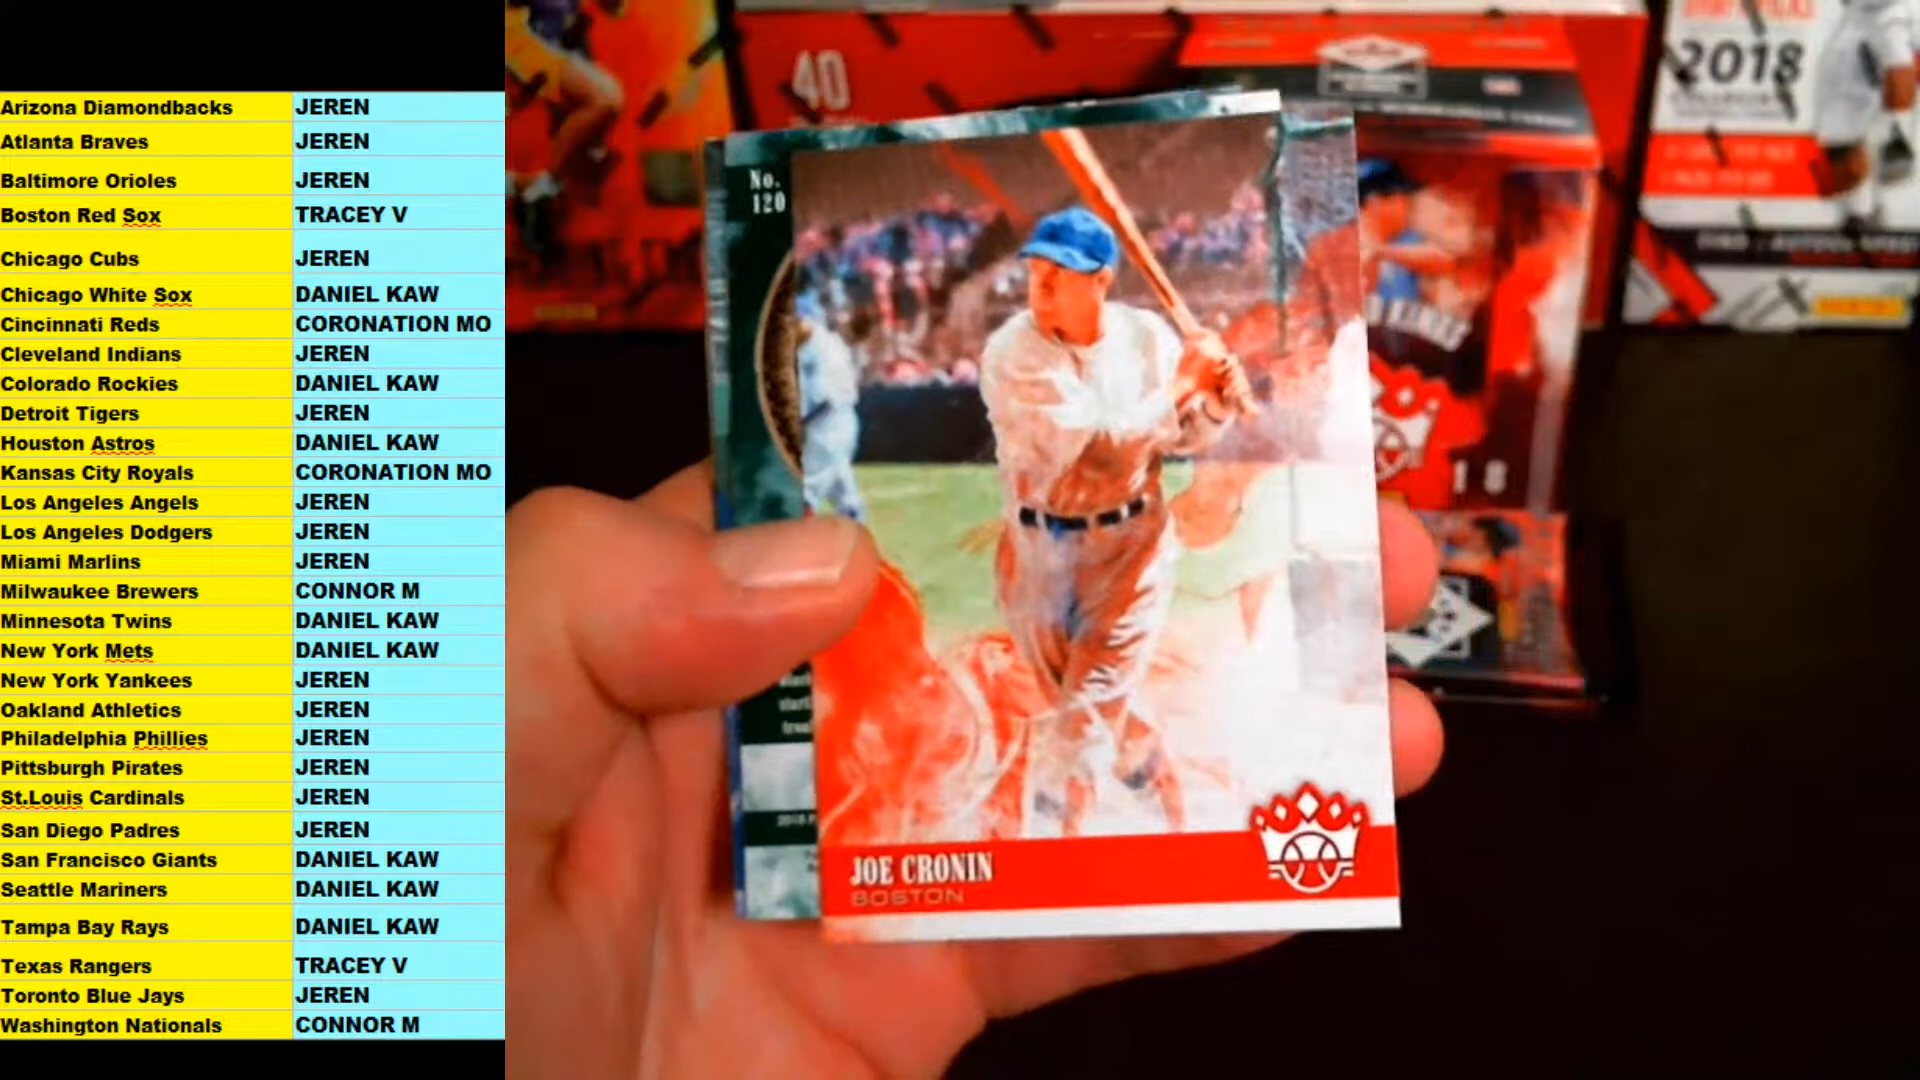 Arizona Diamondbacks JEREN
Atlanta Braves JEREN
Baltimore Orioles JEREN
Boston Red Sox TRACEY V
Chicago Cubs JEREN
Chicago White Sox DANIEL KAW
Cincinnati Reds CORONATION MO
Cleveland Indians JEREN
Colorado Rockies DANIEL KAW
Detroit Tigers JEREN
Houston Astros DANIEL KAW
Kansas City Royals CORONATION MO
Los Angeles Angels JEREN
Los Angeles Dodgers JEREN
Miami Marlins JEREN
Milwaukee Brewers CONNOR M
Minnesota Twins DANIEL KAW
New York Mets DANIEL KAW
New York Yankees JEREN
Oakland Athletics JEREN
Philadelphia Phillies JEREN
Pittsburgh Pirates JEREN
St.Louis Cardinals JEREN
San Diego Padres JEREN
San Francisco Giants DANIEL KAW
Seattle Mariners DANIEL KAW
Tampa Bay Rays DANIEL KAW
Texas Rangers TRACEY V
Toronto Blue Jays JEREN
Washington Nationals CONNOR M
40
2018
No.
120
KINGS
18
JOE CRONIN
BOSTON